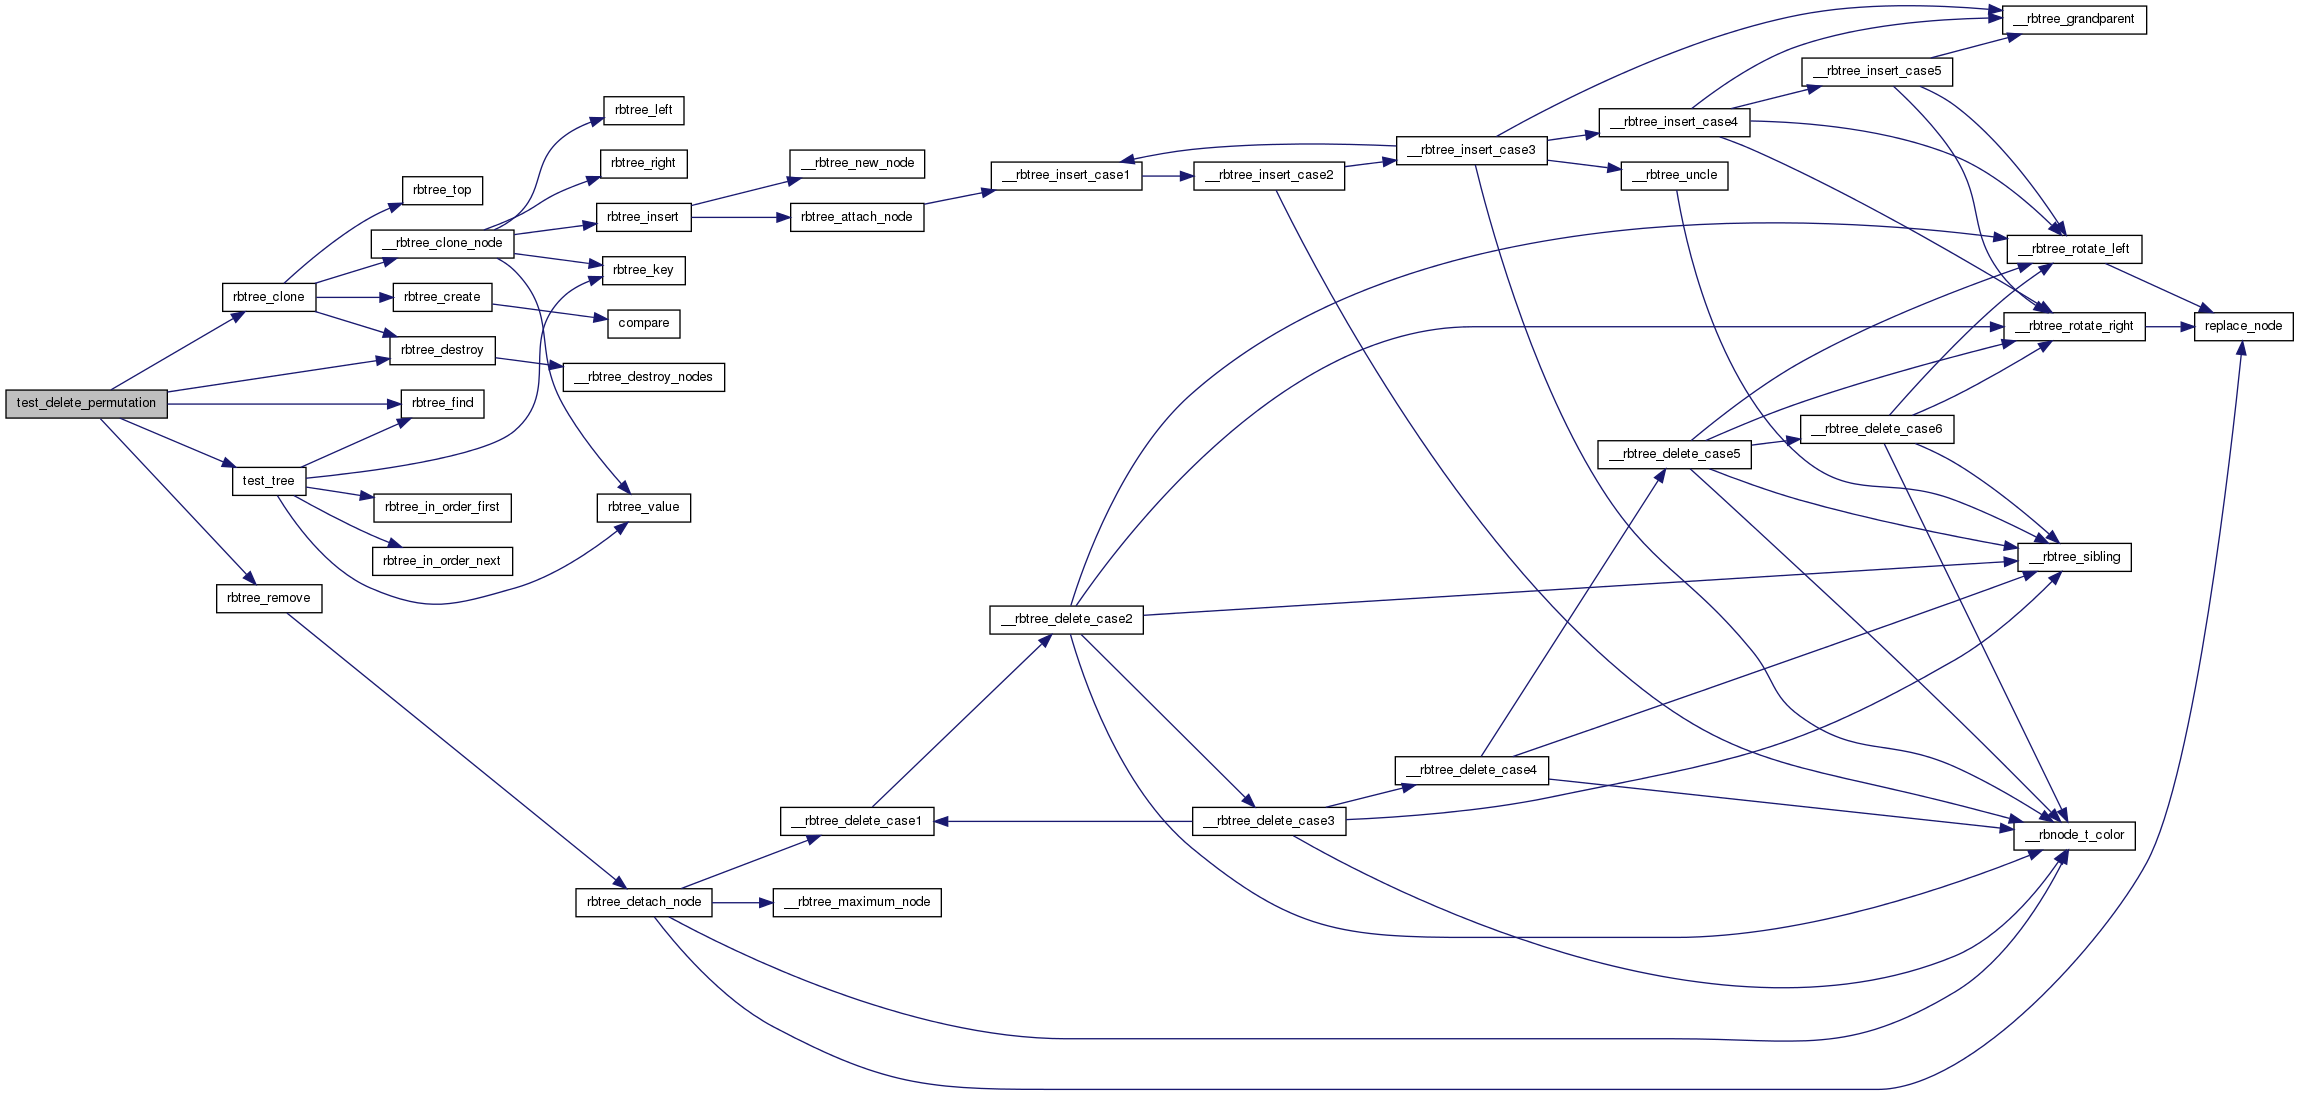 test_delete_permutation
rbtree_clone
rbtree_top
__rbtree_clone_node
rbtree_left
rbtree_right
rbtree_insert
__rbtree_new_node
rbtree_attach_node
__rbtree_insert_case1
__rbtree_insert_case2
__rbtree_insert_case3
__rbtree_insert_case4
__rbtree_insert_case5
__rbtree_grandparent
__rbtree_uncle
__rbtree_rotate_left
__rbtree_rotate_right
replace_node
rbtree_key
rbtree_create
compare
rbtree_destroy
__rbtree_destroy_nodes
rbtree_find
test_tree
rbtree_in_order_first
rbtree_in_order_next
rbtree_value
rbtree_remove
rbtree_detach_node
__rbtree_delete_case1
__rbtree_maximum_node
__rbtree_delete_case2
__rbtree_delete_case3
__rbtree_delete_case4
__rbtree_delete_case5
__rbtree_delete_case6
__rbtree_sibling
__rbnode_t_color